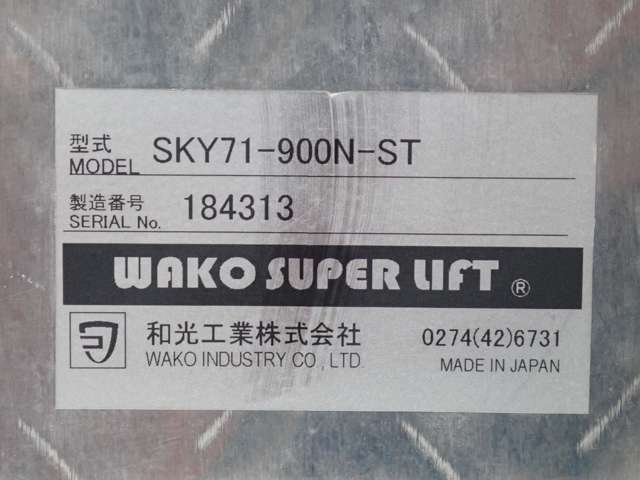 型式
MODEL SKY71-900N-ST
製造番号
SERIAL No. 184313
WAKO SUPER LIFT ®
和光工業株式会社 0274(42)6731
WAKO INDUSTRY CO., LTD. MADE IN JAPAN